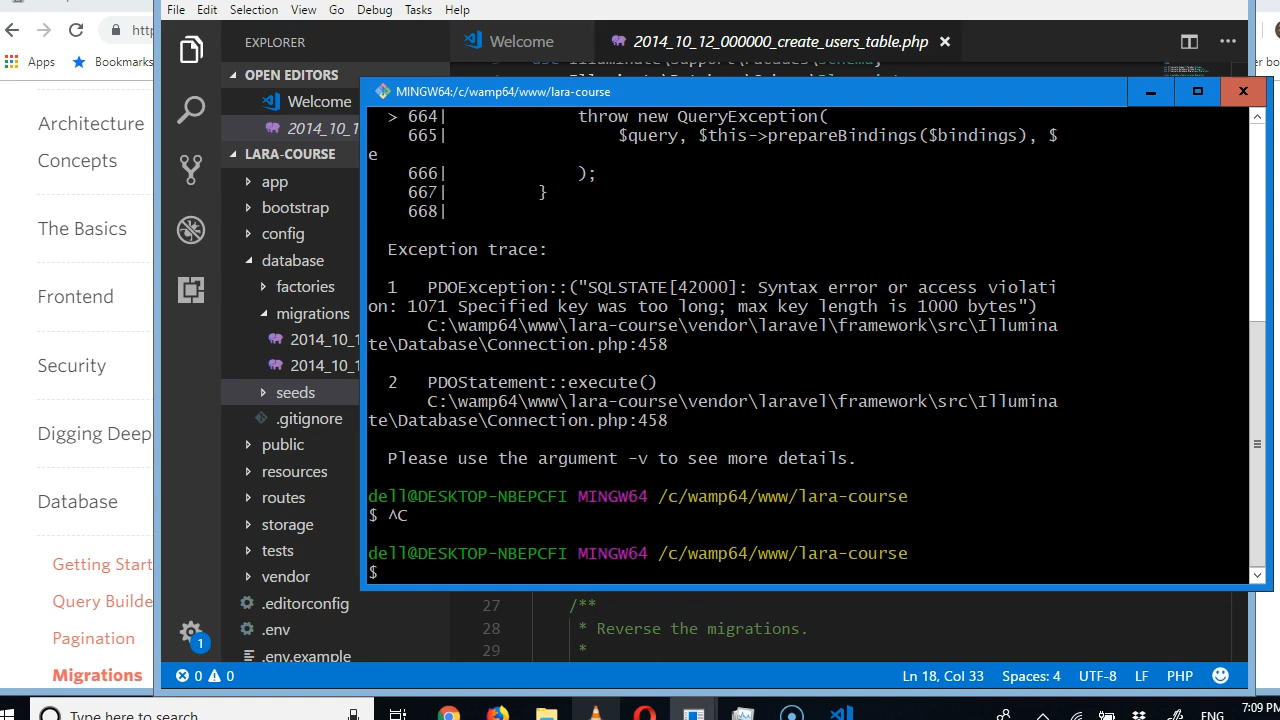 File Edit Selection View Go Debug Tasks Help
EXPLORER
Welcome
2014_10_12_000000_create_users_table.php
Apps
Bookmarks
OPEN EDITORS
Welcome
2014_10_1
LARA-COURSE
app
bootstrap
config
database
factories
migrations
2014_10_1
2014_10_1
seeds
.gitignore
public
resources
routes
storage
tests
vendor
.editorconfig
.env
.env.example
Architecture
Concepts
The Basics
Frontend
Security
Digging Deep
Database
Getting Start
Query Builde
Pagination
Migrations
MINGW64:/c/wamp64/www/lara-course
> 664| throw new QueryException(
665| $query, $this->prepareBindings($bindings), $
e
666| );
667| }
668|
Exception trace:
1 PDOException::("SQLSTATE[42000]: Syntax error or access violati
on: 1071 Specified key was too long; max key length is 1000 bytes")
C:\wamp64\www\lara-course\vendor\laravel\framework\src\Illumina
te\Database\Connection.php:458
2 PDOStatement::execute()
C:\wamp64\www\lara-course\vendor\laravel\framework\src\Illumina
te\Database\Connection.php:458
Please use the argument -v to see more details.
dell@DESKTOP-NBEPCFI MINGW64 /c/wamp64/www/lara-course
$ ^C
dell@DESKTOP-NBEPCFI MINGW64 /c/wamp64/www/lara-course
$
27 /**
28 * Reverse the migrations.
29 *
1
0 0
Ln 18, Col 33 Spaces: 4 UTF-8 LF PHP
Type here to search
ENG
7:09 PM